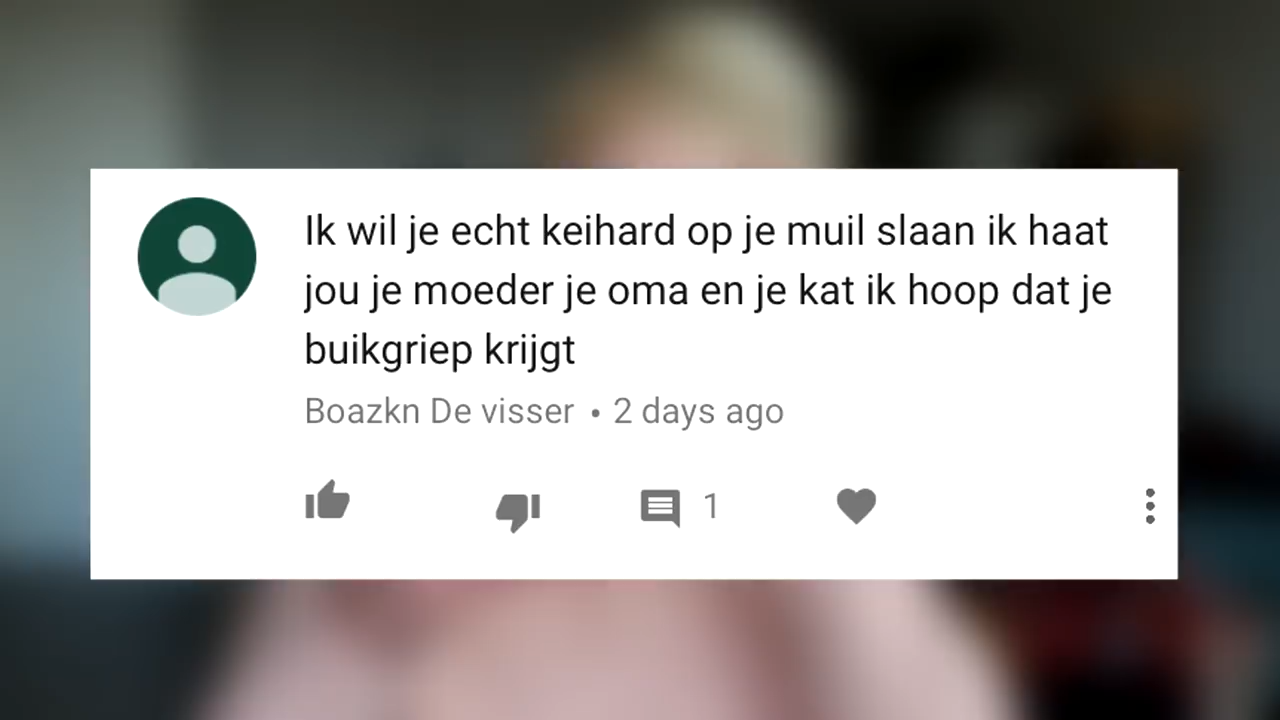 Ik wil je echt keihard op je muil slaan ik haat
jou je moeder je oma en je kat ik hoop dat je
buikgriep krijgt
Boazkn De visser • 2 days ago
1